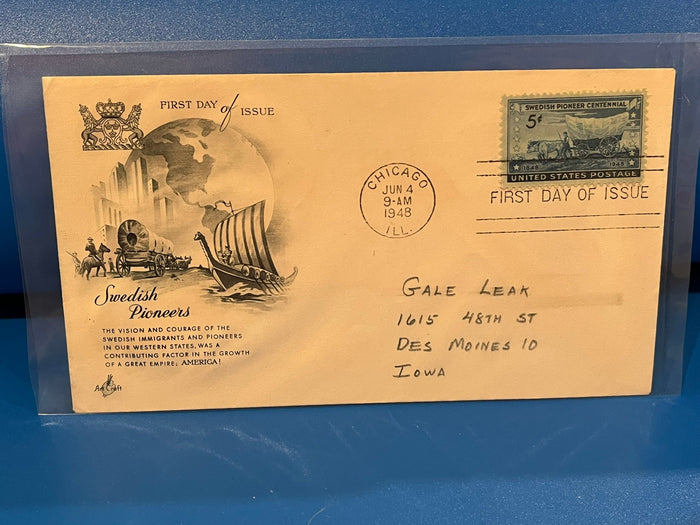 FIRST DAY of ISSUE
SWEDISH PIONEER CENTENNIAL
5¢
1848 1948
UNITED STATES POSTAGE
CHICAGO
JUN 4
9-AM
1948
ILL.
FIRST DAY OF ISSUE
Swedish
Pioneers
THE VISION AND COURAGE OF THE
SWEDISH IMMIGRANTS AND PIONEERS
IN OUR WESTERN STATES, WAS A
CONTRIBUTING FACTOR IN THE GROWTH
OF A GREAT EMPIRE; AMERICA!
ArtCraft
GALE LEAK
1615 48TH ST
DES MOINES 10
IOWA